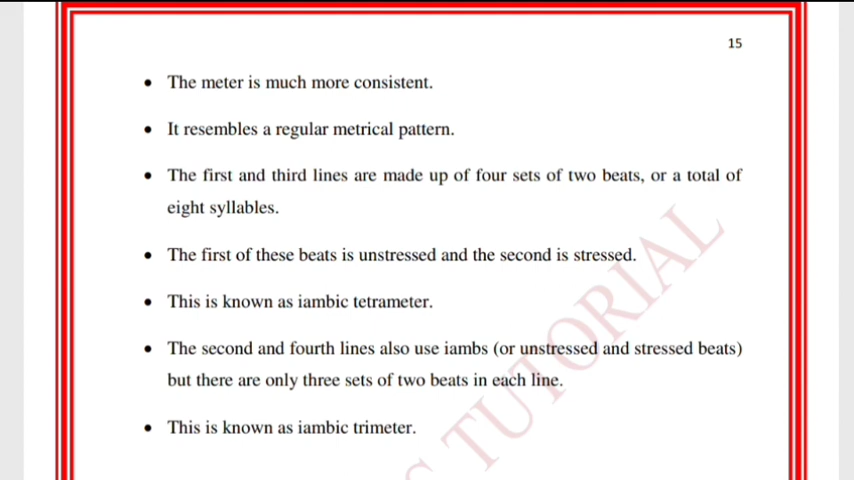 15
• The meter is much more consistent.
• It resembles a regular metrical pattern.
• The first and third lines are made up of four sets of two beats, or a total of
eight syllables.
• The first of these beats is unstressed and the second is stressed.
• This is known as iambic tetrameter.
• The second and fourth lines also use iambs (or unstressed and stressed beats)
but there are only three sets of two beats in each line.
• This is known as iambic trimeter.
TUTORIAL